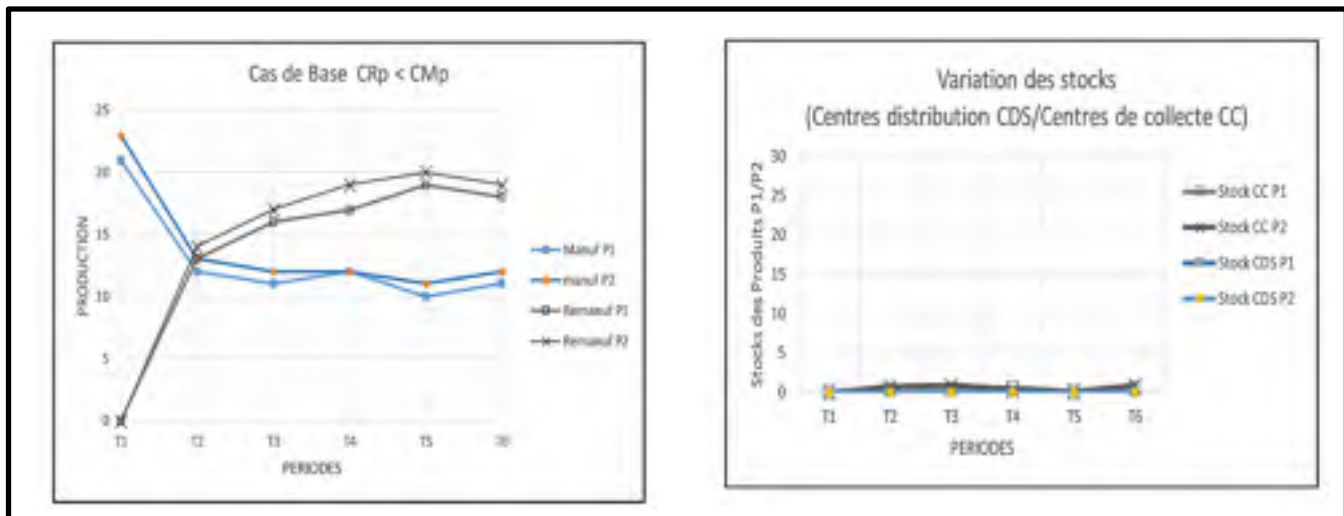 Cas de Base CRp < CMp
25
20
15
10
5
0
PRODUCTION
T1 T2 T3 T4 T5 T6
PERIODES
Manuf P1
manuf P2
Remauf P1
Remauf P2
Variation des stocks
(Centres distribution CDS/Centres de collecte CC)
30
25
20
15
10
5
0
Stocks des Produits P1/P2
T1 T2 T3 T4 T5 T6
PERIODES
Stock CC P1
Stock CC P2
Stock CDS P1
Stock CDS P2